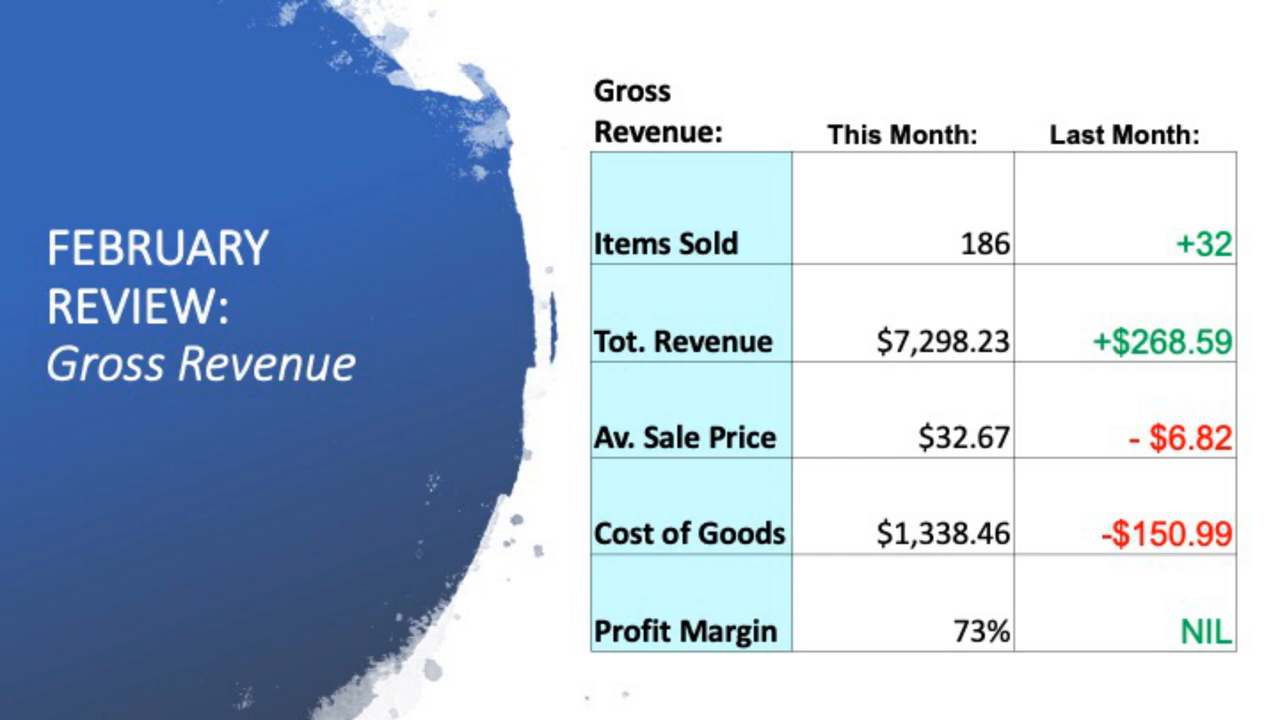 FEBRUARY
REVIEW:
Gross Revenue
Gross
Revenue: This Month: Last Month:
Items Sold 186 +32
Tot. Revenue $7,298.23 +$268.59
Av. Sale Price $32.67 - $6.82
Cost of Goods $1,338.46 -$150.99
Profit Margin 73% NIL